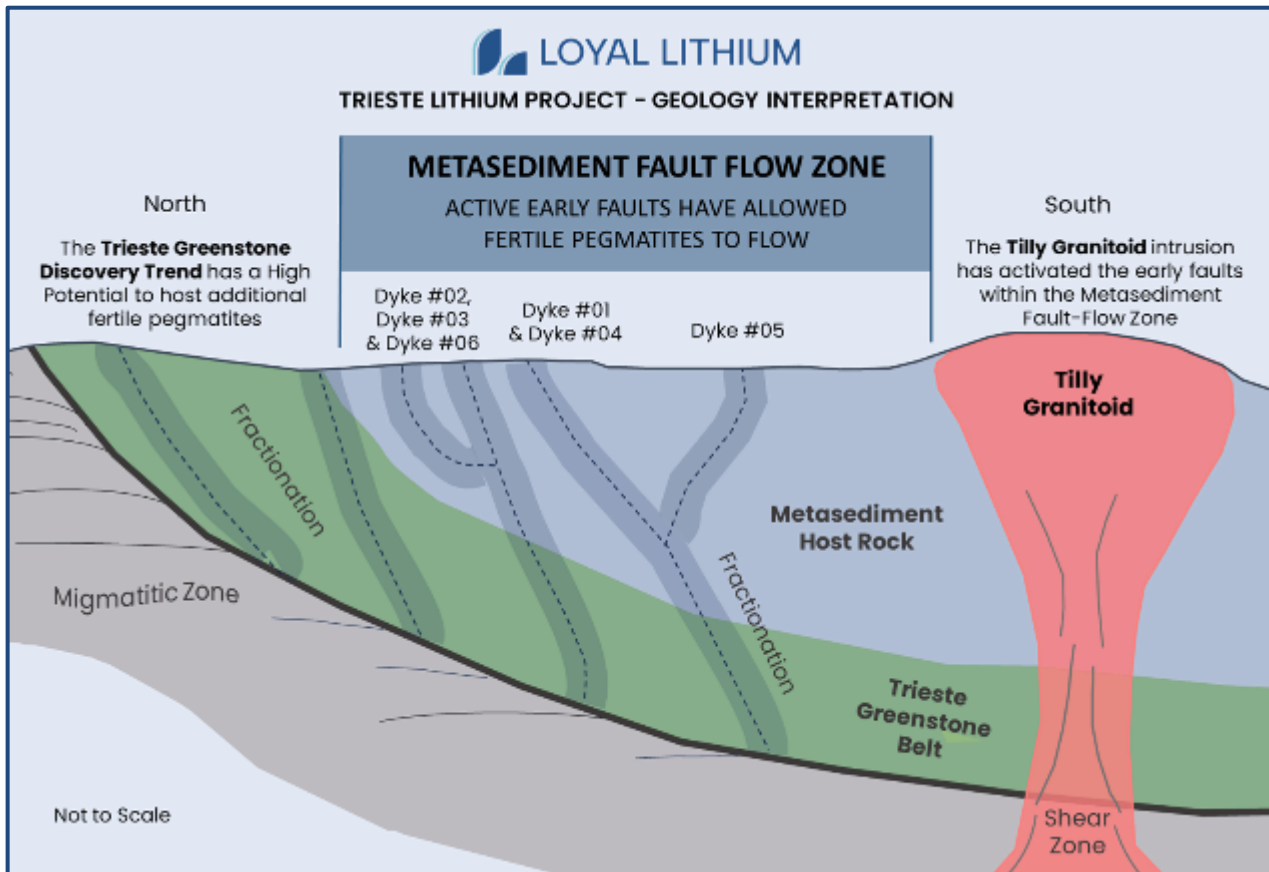 LOYAL LITHIUM
TRIESTE LITHIUM PROJECT - GEOLOGY INTERPRETATION
METASEDIMENT FAULT FLOW ZONE
ACTIVE EARLY FAULTS HAVE ALLOWED
FERTILE PEGMATITES TO FLOW
North
The Trieste Greenstone
Discovery Trend has a High
Potential to host additional
fertile pegmatites
Dyke #02,
Dyke #03
& Dyke #06
Dyke #01
& Dyke #04
Dyke #05
South
The Tilly Granitoid intrusion
has activated the early faults
within the Metasediment
Fault-Flow Zone
Tilly
Granitoid
Fractionation
Metasediment
Host Rock
Fractionation
Migmatitic Zone
Trieste
Greenstone
Belt
Not to Scale
Shear
Zone